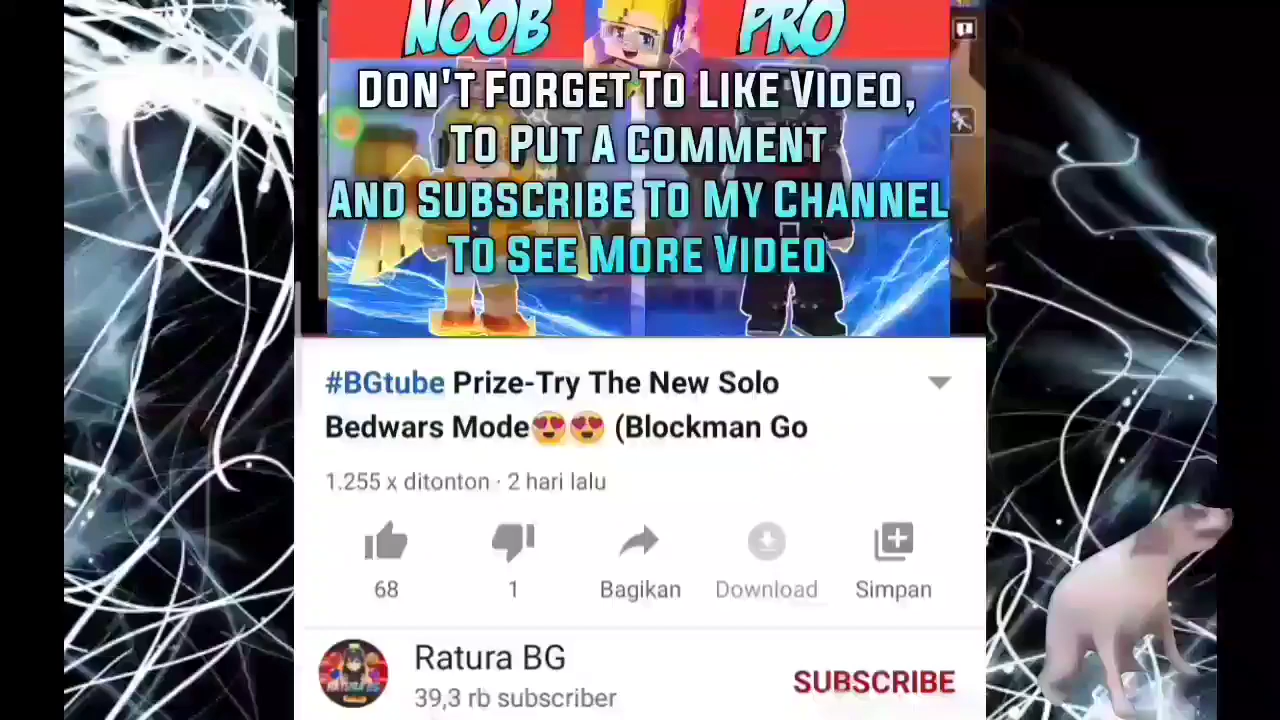 NOOB PRO
DON'T FORGET TO LIKE VIDEO,
TO PUT A COMMENT
AND SUBSCRIBE TO MY CHANNEL
TO SEE MORE VIDEO
#BGtube Prize-Try The New Solo
Bedwars Mode😍😍 (Blockman Go
1.255 x ditonton · 2 hari lalu
68 1 Bagikan Download Simpan
Ratura BG
39,3 rb subscriber
SUBSCRIBE